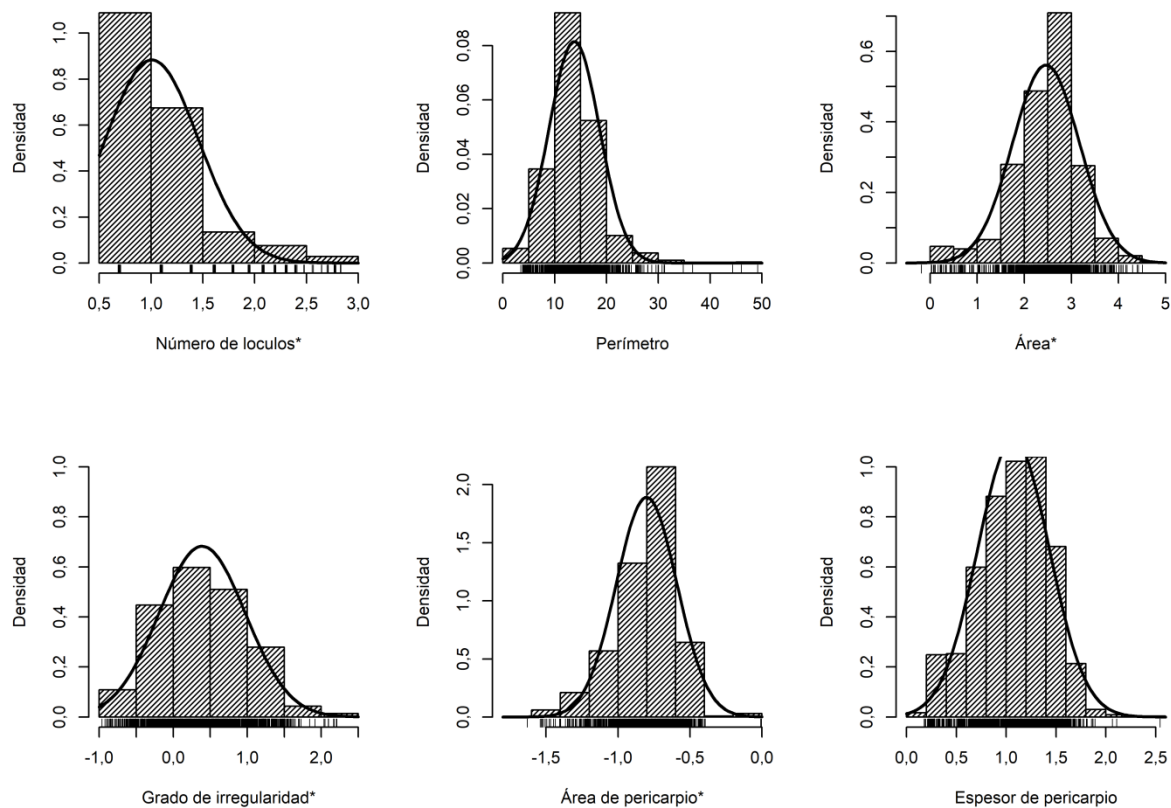 Densidad
0,0 0,2 0,4 0,6 0,8 1,0
0,5 1,0 1,5 2,0 2,5 3,0
Número de loculos*
Densidad
0,00 0,02 0,04 0,06 0,08
0 10 20 30 40 50
Perímetro
Densidad
0,0 0,2 0,4 0,6
0 1 2 3 4 5
Área*
Densidad
0,0 0,2 0,4 0,6 0,8 1,0
-1,0 0,0 1,0 2,0
Grado de irregularidad*
Densidad
0,0 0,5 1,0 1,5 2,0
-1,5 -0,5 0,0
Área de pericarpio*
Densidad
0,0 0,2 0,4 0,6 0,8 1,0
0,0 0,5 1,0 1,5 2,0 2,5
Espesor de pericarpio